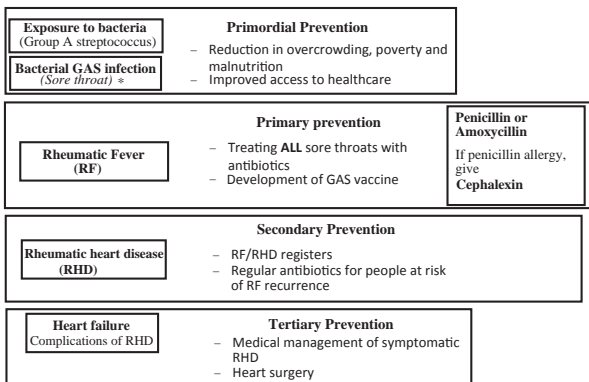 Exposure to bacteria
(Group A streptococcus)
Bacterial GAS infection
(Sore throat) *
Primordial Prevention
– Reduction in overcrowding, poverty and
malnutrition
– Improved access to healthcare
Rheumatic Fever
(RF)
Primary prevention
– Treating ALL sore throats with
antibiotics
– Development of GAS vaccine
Penicillin or
Amoxycillin
If penicillin allergy,
give
Cephalexin
Rheumatic heart disease
(RHD)
Secondary Prevention
– RF/RHD registers
– Regular antibiotics for people at risk
of RF recurrence
Heart failure
Complications of RHD
Tertiary Prevention
– Medical management of symptomatic
RHD
– Heart surgery